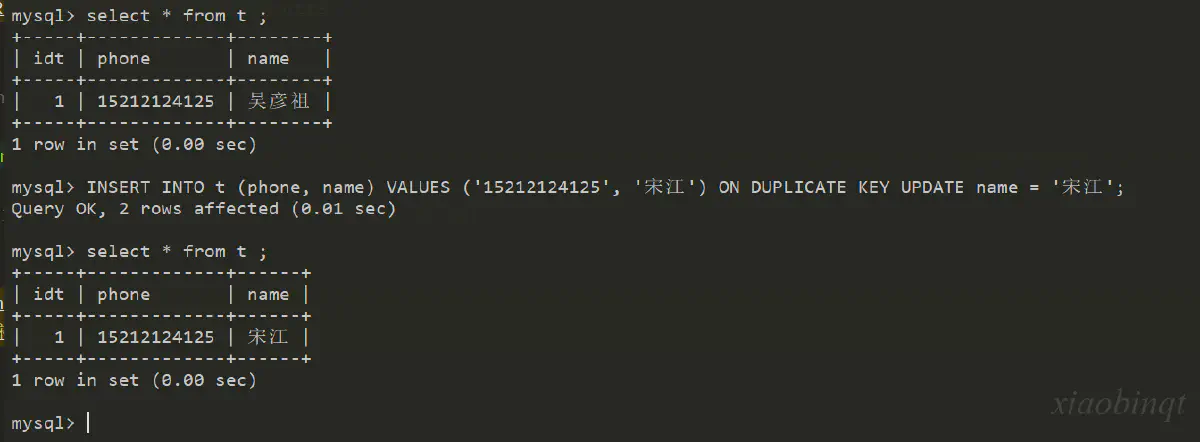 mysql> select * from t ;
+-----+-------------+--------+
| idt | phone       | name   |
+-----+-------------+--------+
|   1 | 15212124125 | 吴彦祖 |
+-----+-------------+--------+
1 row in set (0.00 sec)
mysql> INSERT INTO t (phone, name) VALUES ('15212124125', '宋江') ON DUPLICATE KEY UPDATE name = '宋江';
Query OK, 2 rows affected (0.01 sec)
mysql> select * from t ;
+-----+-------------+------+
| idt | phone       | name |
+-----+-------------+------+
|   1 | 15212124125 | 宋江 |
+-----+-------------+------+
1 row in set (0.00 sec)
mysql>
xiaobinqt